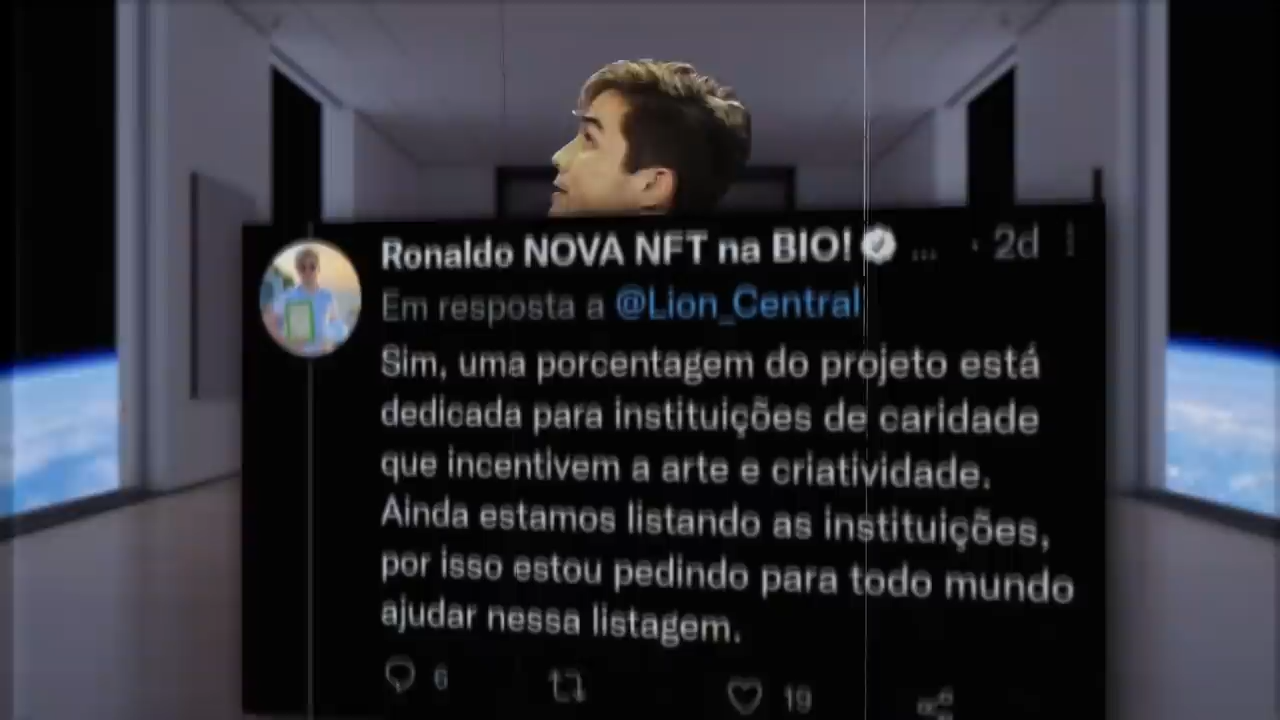 Ronaldo NOVA NFT na BIO! ... · 2d
Em resposta a @Lion_Central
Sim, uma porcentagem do projeto está
dedicada para instituições de caridade
que incentivem a arte e criatividade.
Ainda estamos listando as instituições,
por isso estou pedindo para todo mundo
ajudar nessa listagem.
6 19